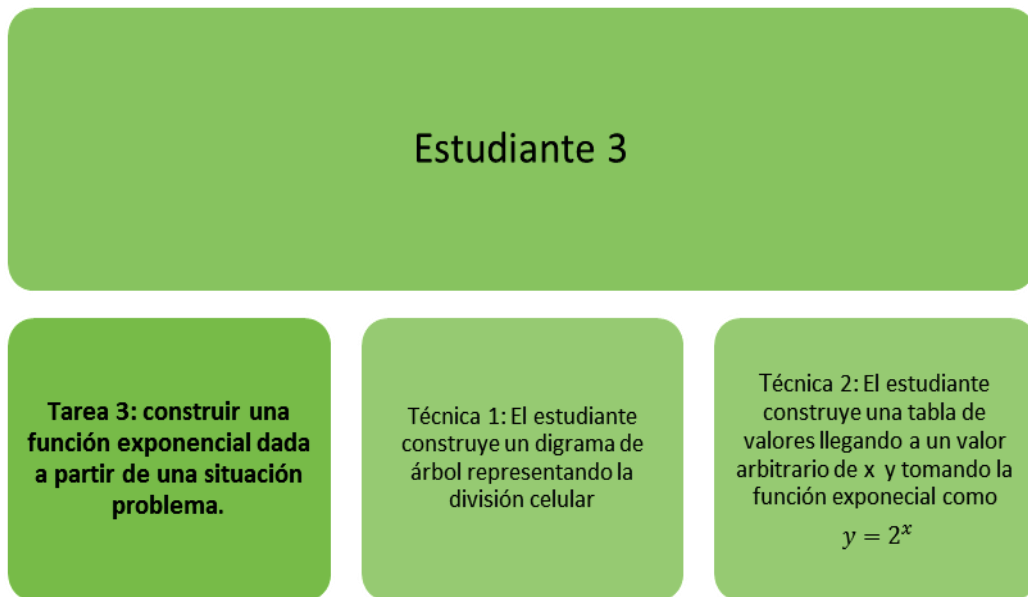 Estudiante 3
Tarea 3: construir una
función exponencial dada
a partir de una situación
problema.
Técnica 1: El estudiante
construye un digrama de
árbol representando la
división celular
Técnica 2: El estudiante
construye una tabla de
valores llegando a un valor
arbitrario de x y tomando la
función exponecial como
y = 2ˣ